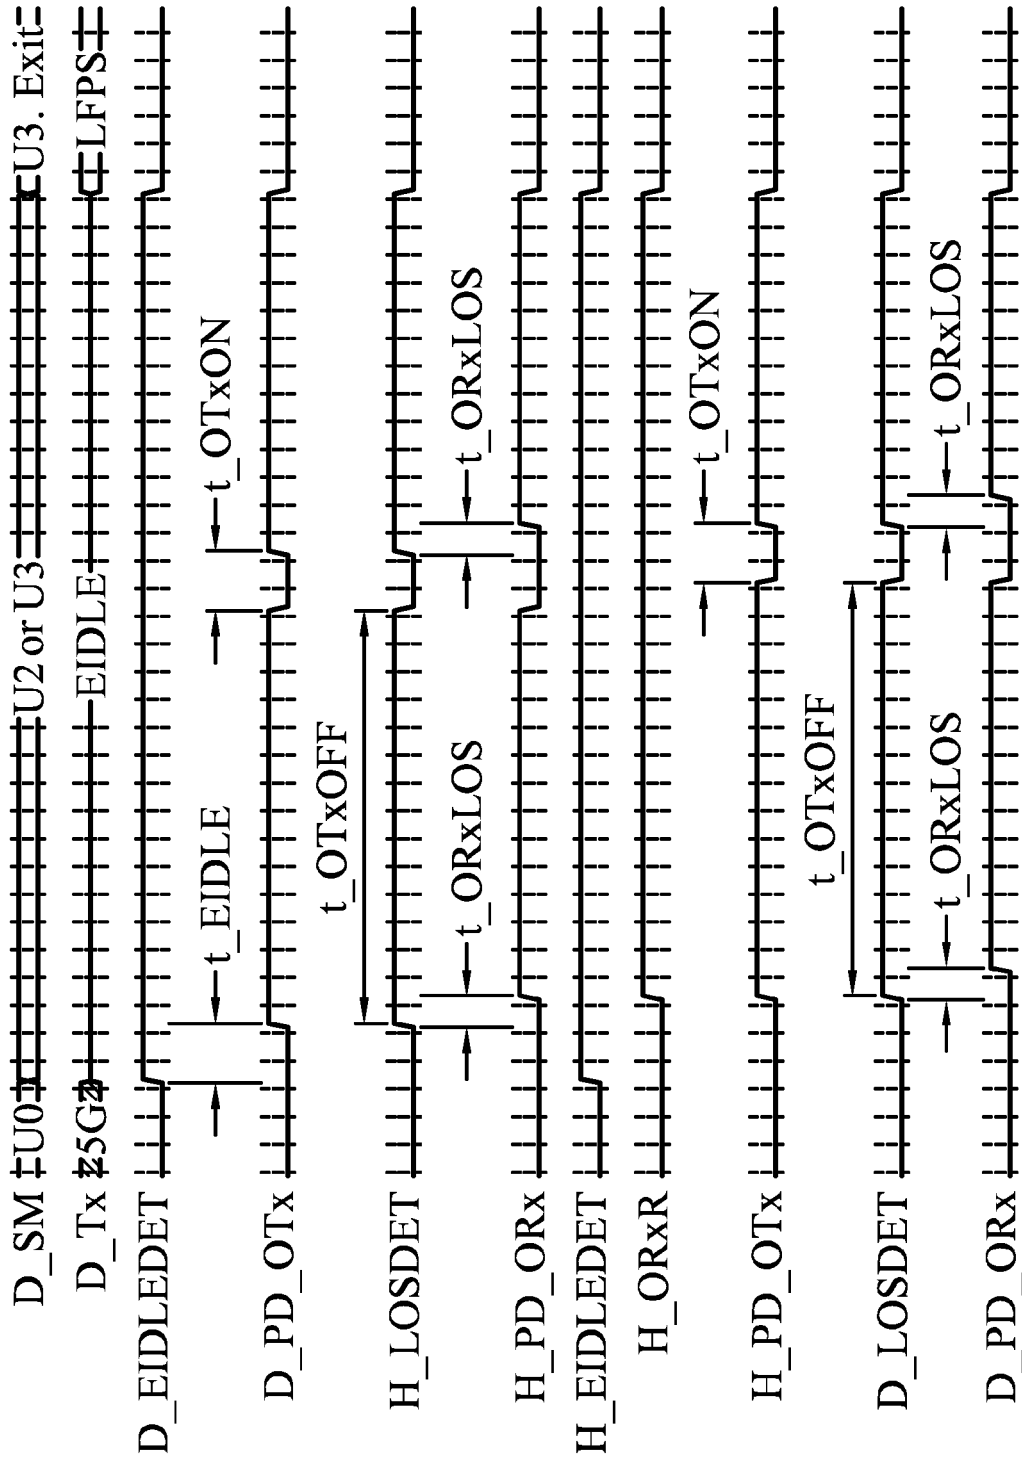 D_SM U0 U2 or U3 U3. Exit
D_Tx 5G EIDLE LFPS
D_EIDLEDET
t_EIDLE t_OTxON
D_PD_OTx
t_OTxOFF
H_LOSDET
t_ORxLOS t_ORxLOS
H_PD_ORx
H_EIDLEDET
H_ORxR
t_OTxON
H_PD_OTx
t_OTxOFF
D_LOSDET
t_ORxLOS t_ORxLOS
D_PD_ORx